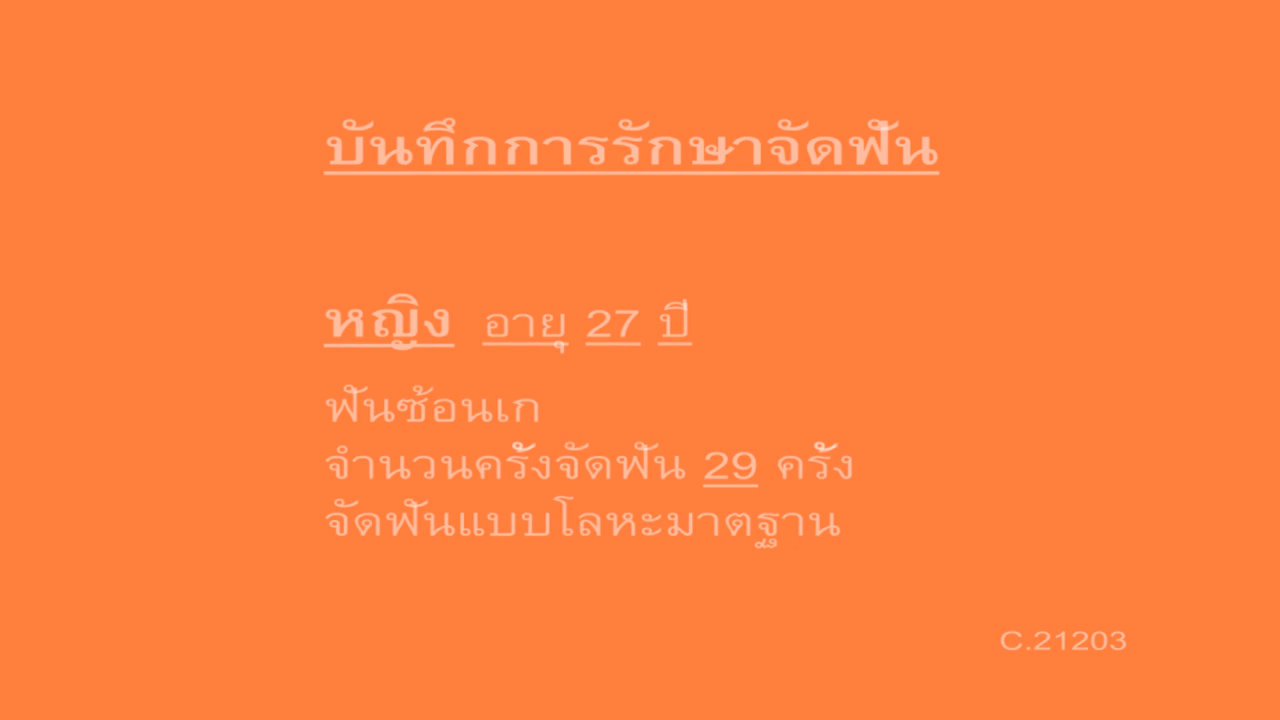 บันทึกการรักษาจัดฟัน
หญิง อายุ 27 ปี
ฟันซ้อนเก
จำนวนครั้งจัดฟัน 29 ครั้ง
จัดฟันแบบโลหะมาตฐาน
C.21203